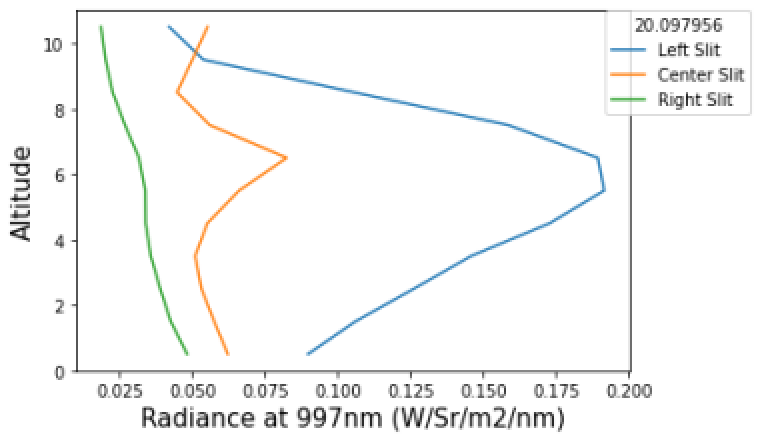 20.097956
Left Slit
Center Slit
Right Slit
Altitude
10
8
6
4
2
0
0.025 0.050 0.075 0.100 0.125 0.150 0.175 0.200
Radiance at 997nm (W/Sr/m2/nm)